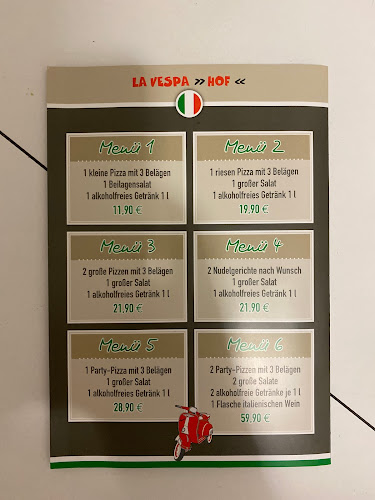 LA VESPA » HOF «
Menü 1
1 kleine Pizza mit 3 Belägen
1 Beilagensalat
1 alkoholfreies Getränk 1 l
11,90 €
Menü 2
1 riesen Pizza mit 3 Belägen
1 großer Salat
1 alkoholfreies Getränk 1 l
19,90 €
Menü 3
2 große Pizzen mit 3 Belägen
1 großer Salat
1 alkoholfreies Getränk 1 l
21,90 €
Menü 4
2 Nudelgerichte nach Wunsch
1 großer Salat
1 alkoholfreies Getränk 1 l
21,90 €
Menü 5
1 Party-Pizza mit 3 Belägen
1 großer Salat
1 alkoholfreies Getränk 1 l
28,90 €
Menü 6
2 Party-Pizzen mit 3 Belägen
2 große Salate
2 alkoholfreie Getränke je 1 l
1 Flasche italienischen Wein
59,90 €